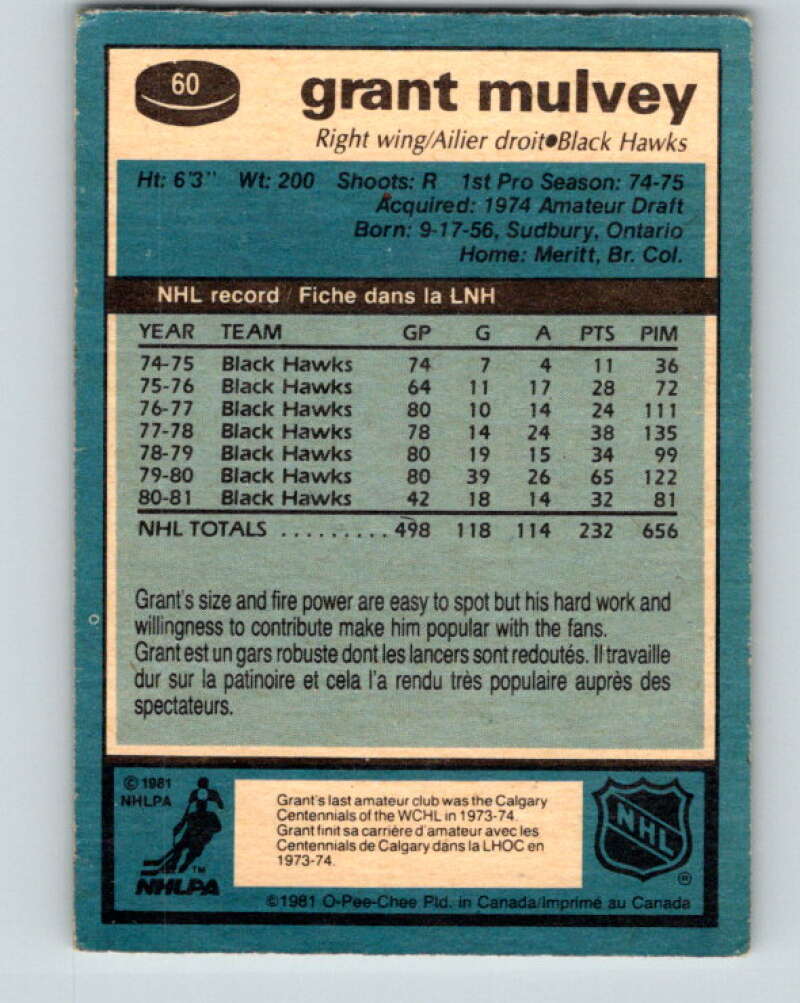 60
grant mulvey
Right wing/Ailier droit●Black Hawks
Ht: 6'3" Wt: 200 Shoots: R 1st Pro Season: 74-75
Acquired: 1974 Amateur Draft
Born: 9-17-56, Sudbury, Ontario
Home: Meritt, Br. Col.
NHL record / Fiche dans la LNH
YEAR TEAM GP G A PTS PIM
74-75 Black Hawks 74 7 4 11 36
75-76 Black Hawks 64 11 17 28 72
76-77 Black Hawks 80 10 14 24 111
77-78 Black Hawks 78 14 24 38 135
78-79 Black Hawks 80 19 15 34 99
79-80 Black Hawks 80 39 26 65 122
80-81 Black Hawks 42 18 14 32 81
NHL TOTALS ......... 498 118 114 232 656
Grant's size and fire power are easy to spot but his hard work and
willingness to contribute make him popular with the fans.
Grant est un gars robuste dont les lancers sont redoutés. Il travaille
dur sur la patinoire et cela l'a rendu très populaire auprès des
spectateurs.
© 1981
NHLPA
TM
NHLPA
Grant's last amateur club was the Calgary
Centennials of the WCHL in 1973-74.
Grant finit sa carrière d'amateur avec les
Centennials de Calgary dans la LHOC en
1973-74.
NHL
®
©1981 O-Pee-Chee Ptd. in Canada/Imprimé au Canada